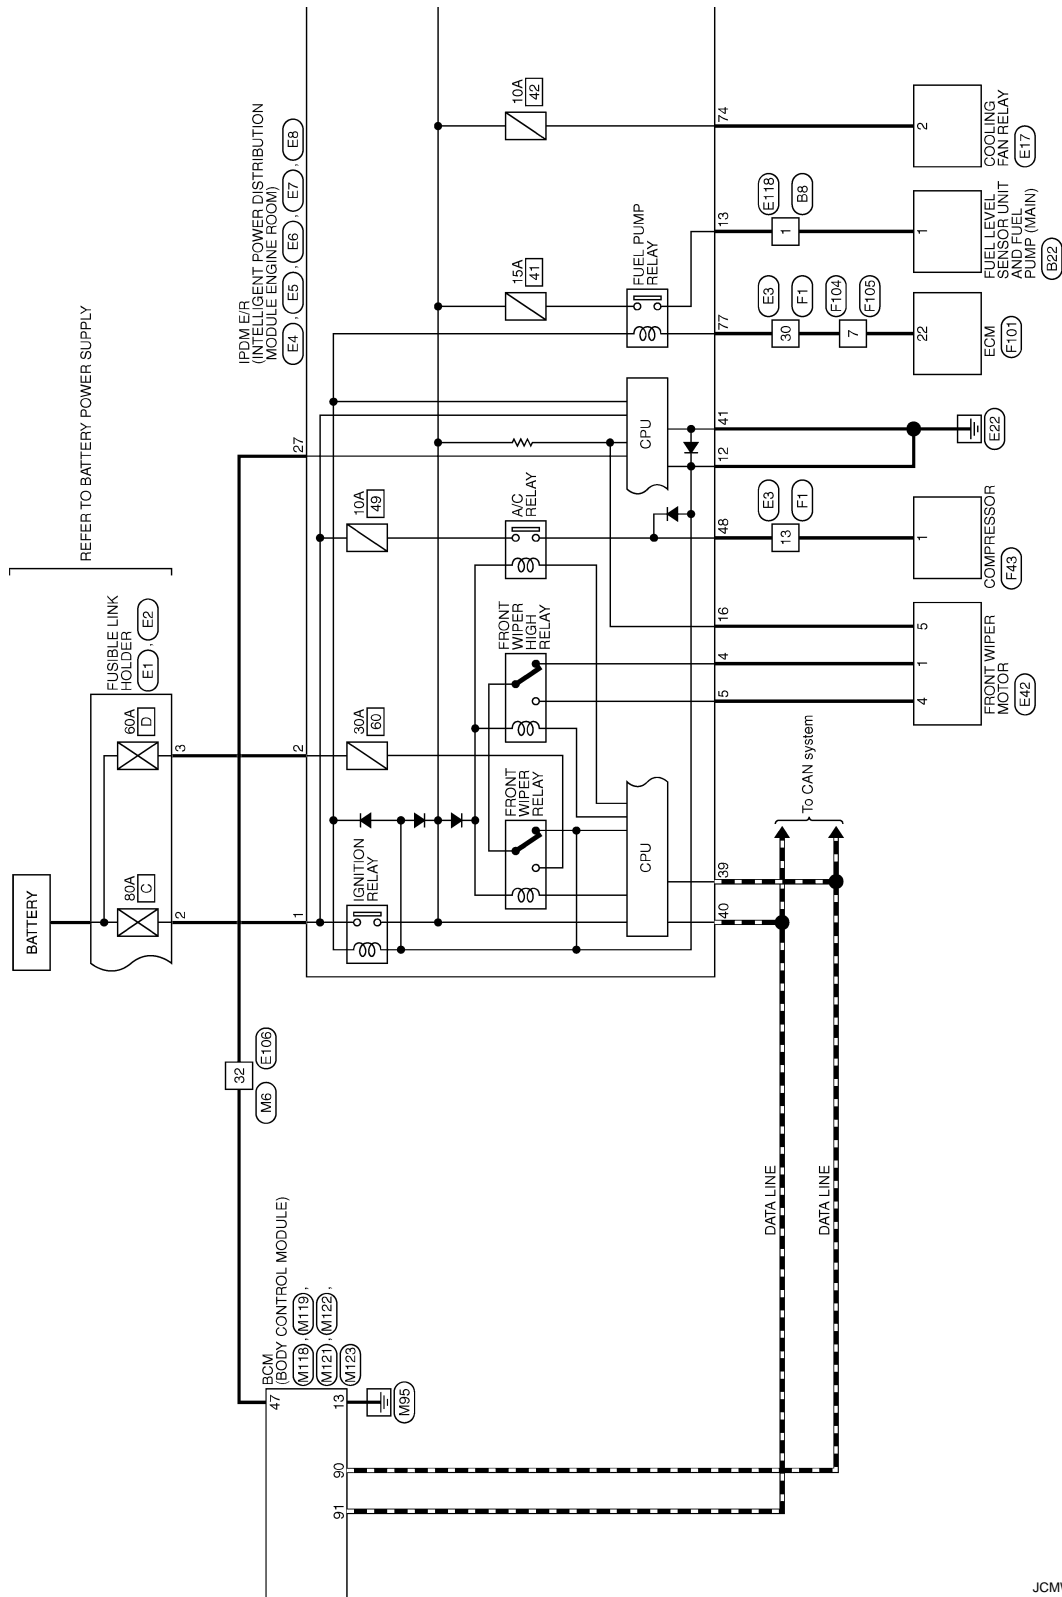 REFER TO BATTERY POWER SUPPLY
BATTERY
FUSIBLE LINK
HOLDER
E1 , E2
80A
C
60A
D
2
3
IPDM E/R
(INTELLIGENT POWER DISTRIBUTION
MODULE ENGINE ROOM)
E4 , E5 , E6 , E7 , E8
1
2
27
IGNITION
RELAY
30A
60
10A
49
FRONT
WIPER
RELAY
FRONT
WIPER
HIGH
RELAY
A/C
RELAY
15A
41
10A
42
FUEL PUMP
RELAY
CPU
CPU
40
39
5
4
16
48
12
41
77
13
74
To CAN system
E3
F1
13
E22
E3
F1
30
F104
F105
7
E118
B8
1
4
1
5
FRONT WIPER
MOTOR
E42
1
COMPRESSOR
F43
22
ECM
F101
1
FUEL LEVEL
SENSOR UNIT
AND FUEL
PUMP (MAIN)
B22
2
COOLING
FAN RELAY
E17
32
M6
E106
BCM
(BODY CONTROL MODULE)
M118 , M119 ,
M121 , M122 ,
M123
47
13
90
91
M95
DATA LINE
DATA LINE